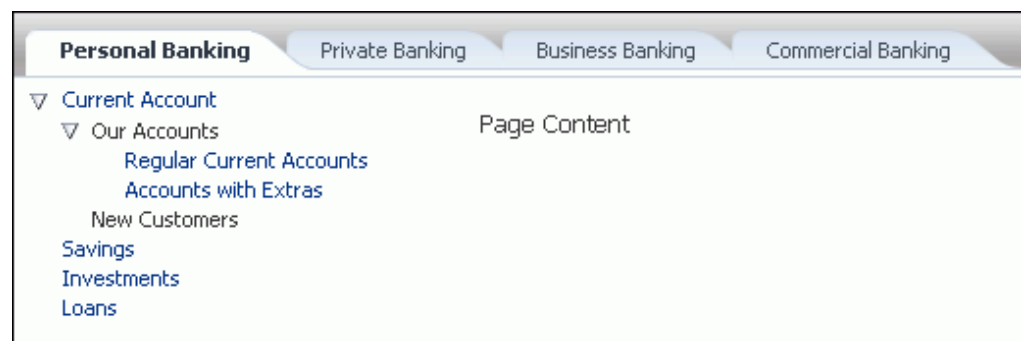 Personal Banking Private Banking Business Banking Commercial Banking
Current Account
Our Accounts
Page Content
Regular Current Accounts
Accounts with Extras
New Customers
Savings
Investments
Loans